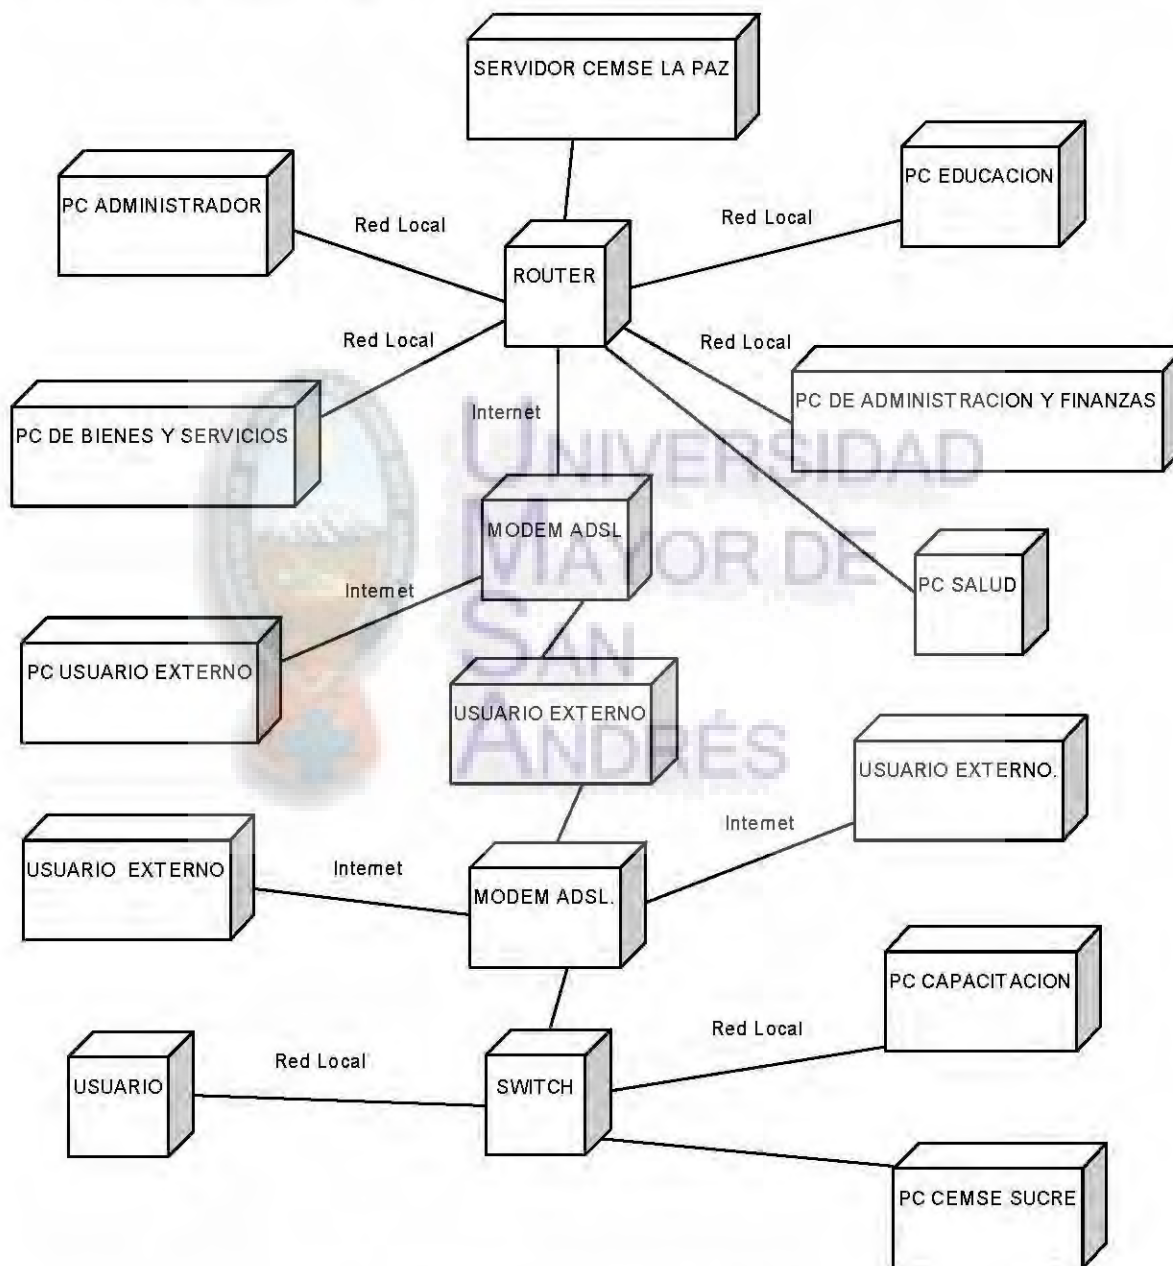 SERVIDOR CEMSE LA PAZ
PC ADMINISTRADOR
PC EDUCACION
Red Local
Red Local
ROUTER
Red Local
Red Local
PC DE BIENES Y SERVICIOS
Internet
PC DE ADMINISTRACION Y FINANZAS
UNIVERSIDAD
MAYOR DE
SAN
ANDRÉS
MODEM ADSL
PC SALUD
Internet
PC USUARIO EXTERNO
USUARIO EXTERNO
USUARIO EXTERNO.
Internet
USUARIO EXTERNO
Internet
MODEM ADSL.
PC CAPACITACION
Red Local
Red Local
USUARIO
SWITCH
PC CEMSE SUCRE